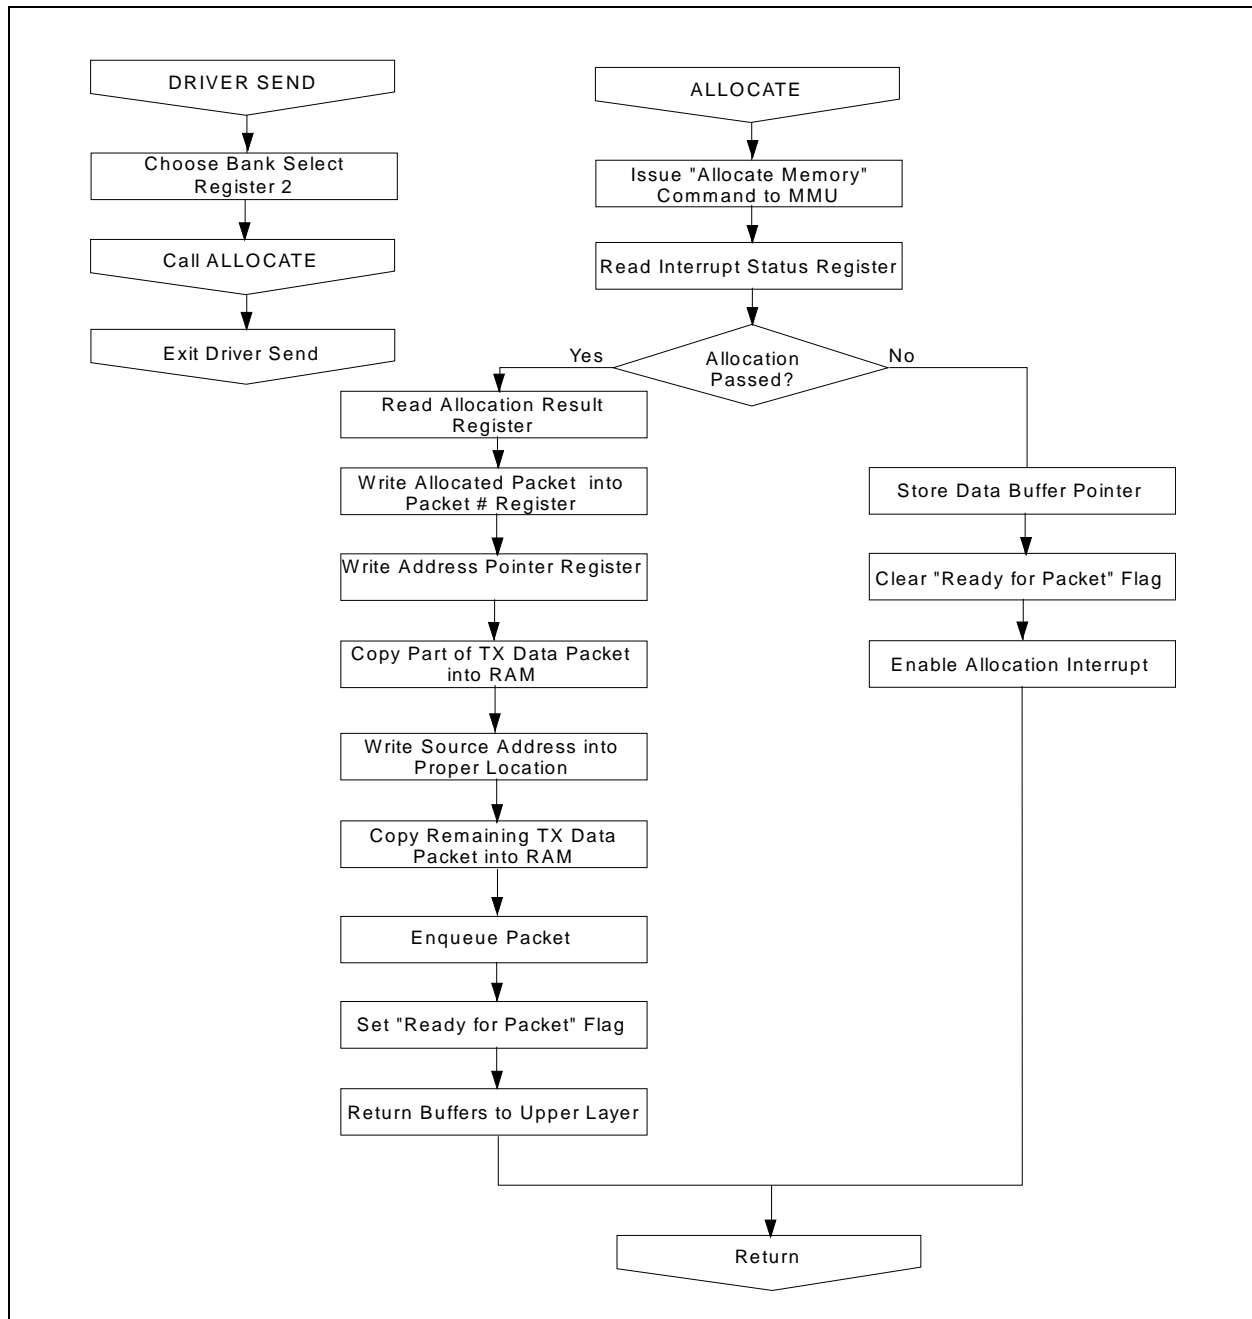 DRIVER SEND
Choose Bank Select
Register 2
Call ALLOCATE
Exit Driver Send
ALLOCATE
Issue "Allocate Memory"
Command to MMU
Read Interrupt Status Register
Allocation
Passed?
Yes
No
Read Allocation Result
Register
Write Allocated Packet into
Packet # Register
Write Address Pointer Register
Copy Part of TX Data Packet
into RAM
Write Source Address into
Proper Location
Copy Remaining TX Data
Packet into RAM
Enqueue Packet
Set "Ready for Packet" Flag
Return Buffers to Upper Layer
Store Data Buffer Pointer
Clear "Ready for Packet" Flag
Enable Allocation Interrupt
Return